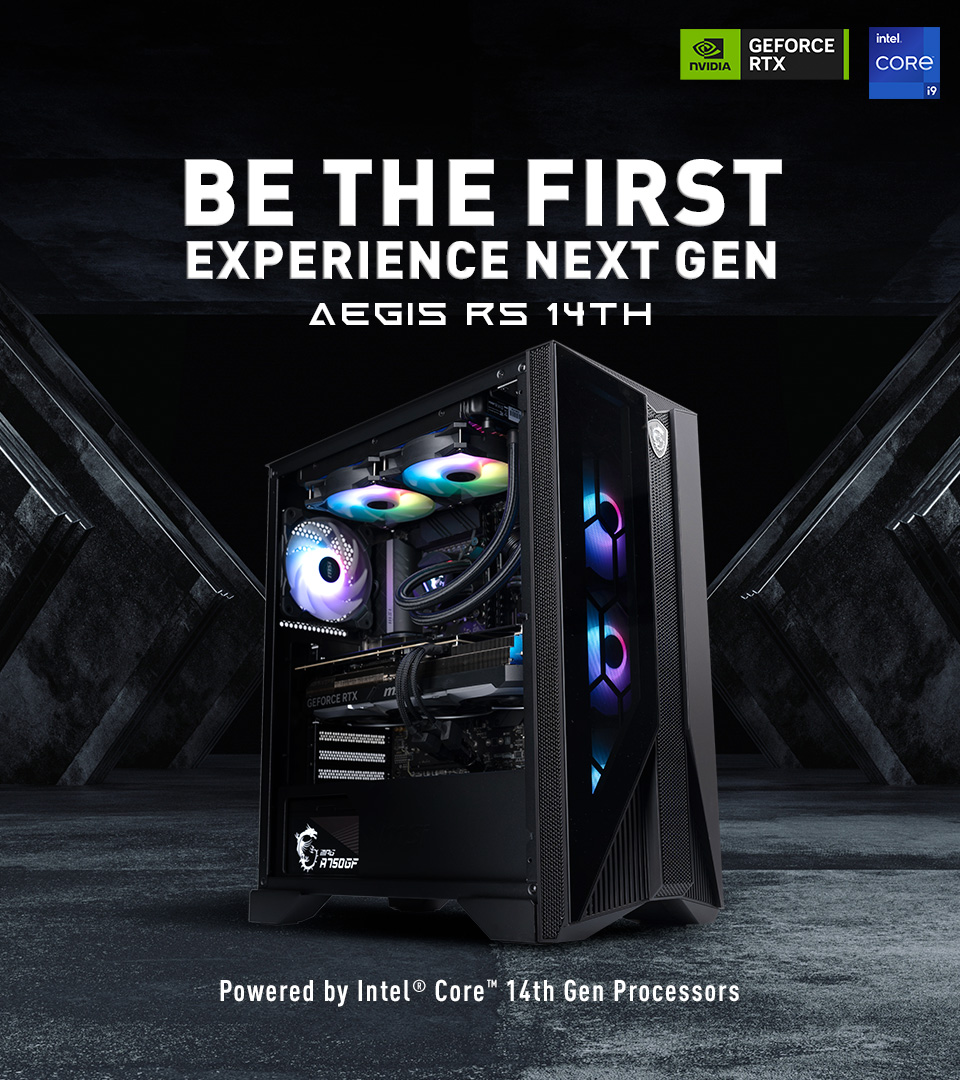 NVIDIA
GEFORCE
RTX
intel.
CORE™
i9
BE THE FIRST
EXPERIENCE NEXT GEN
AEGIS RS 14TH
GEFORCE RTX
MPG
A750GF
Powered by Intel® Core™ 14th Gen Processors